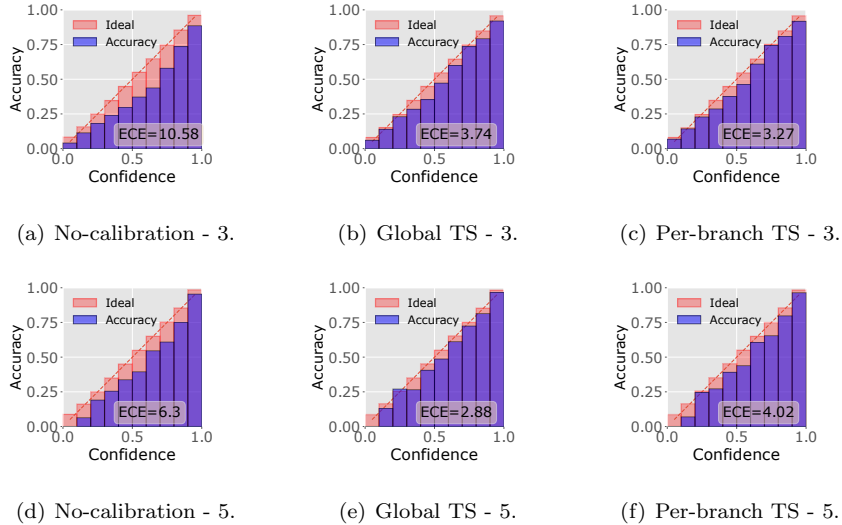 1.00
0.75
0.50
0.25
0.00
Accuracy
Ideal
Accuracy
ECE=10.58
0.0
0.5
1.0
Confidence
(a) No-calibration - 3.
1.00
0.75
0.50
0.25
0.00
Accuracy
Ideal
Accuracy
ECE=3.74
0.0
0.5
1.0
Confidence
(b) Global TS - 3.
1.00
0.75
0.50
0.25
0.00
Accuracy
Ideal
Accuracy
ECE=3.27
0.0
0.5
1.0
Confidence
(c) Per-branch TS - 3.
1.00
0.75
0.50
0.25
0.00
Accuracy
Ideal
Accuracy
ECE=6.3
0.0
0.5
1.0
Confidence
(d) No-calibration - 5.
1.00
0.75
0.50
0.25
0.00
Accuracy
Ideal
Accuracy
ECE=2.88
0.0
0.5
1.0
Confidence
(e) Global TS - 5.
1.00
0.75
0.50
0.25
0.00
Accuracy
Ideal
Accuracy
ECE=4.02
0.0
0.5
1.0
Confidence
(f) Per-branch TS - 5.